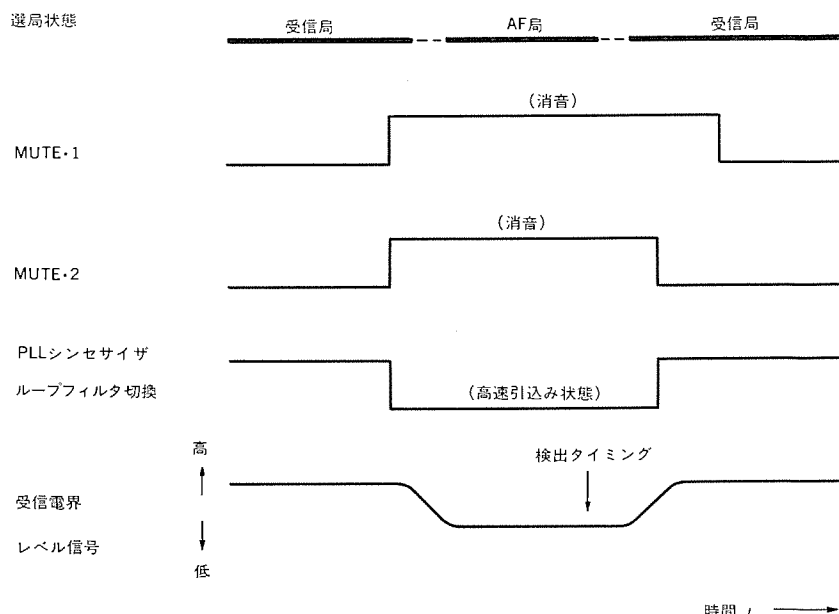 選局状態
受信局
AF局
受信局
(消音)
MUTE・1
(消音)
MUTE・2
PLLシンセサイザ
ループフィルタ切換
(高速引込み状態)
高
検出タイミング
受信電界
レベル信号
低
時間 t